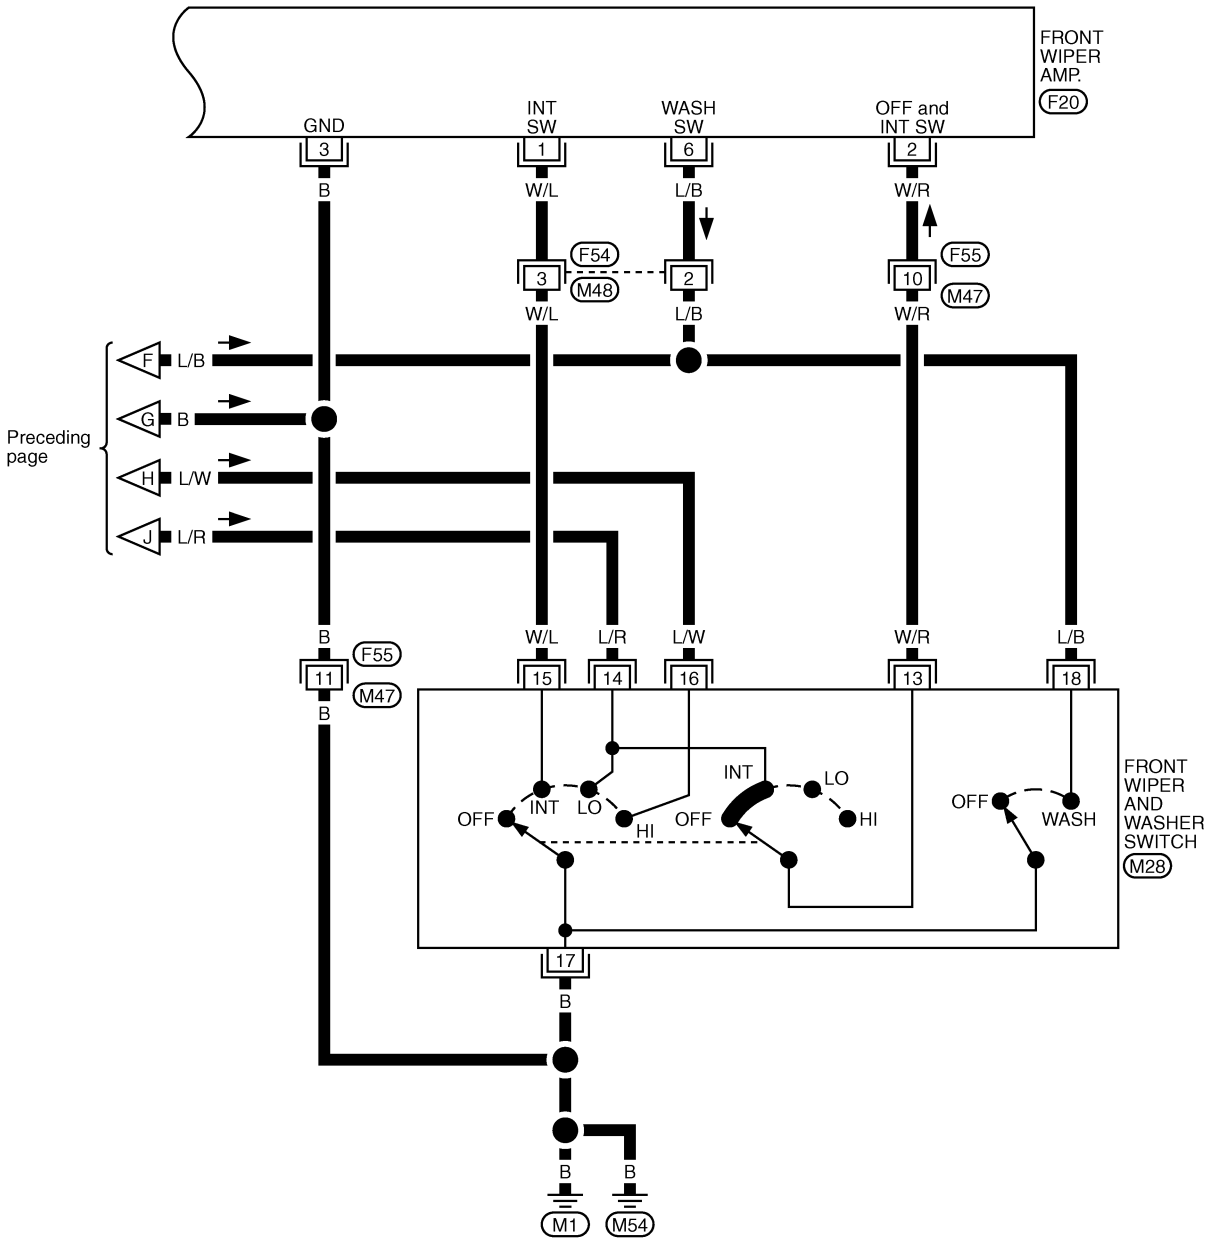 FRONT
WIPER
AMP.
F20
GND
INT
SW
WASH
SW
OFF and
INT SW
3
1
6
2
B
W/L
L/B
W/R
F54
F55
3
2
10
M48
M47
W/L
L/B
W/R
F
L/B
G
B
Preceding
page
H
L/W
J
L/R
B
W/L
L/R
L/W
W/R
L/B
F55
11
15
14
16
13
18
M47
B
FRONT
WIPER
AND
WASHER
SWITCH
M28
OFF
INT
LO
HI
OFF
INT
LO
HI
OFF
WASH
17
B
B
B
M1
M54